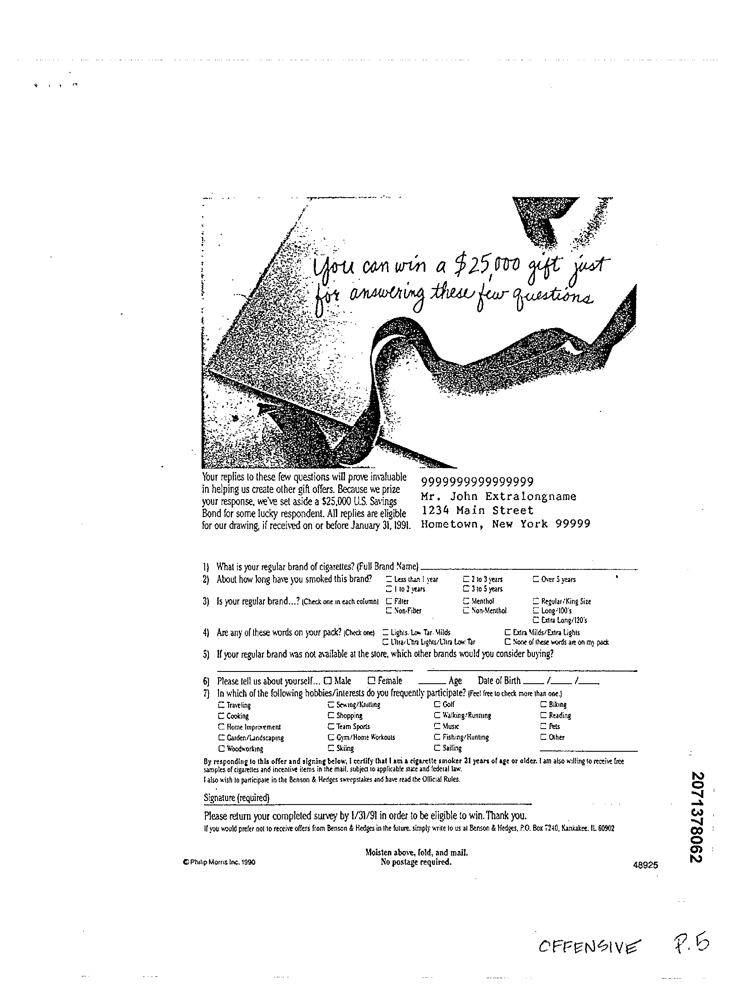 You can win a $25,000 gift just
for answering these few questions
Your replies to these few questions will prove invaluable
in helping us create other gift offers. Because we prize
your response, we've set aside a $25,000 U.S. Savings
Bond for some lucky respondent. All replies are eligible
for our drawing, if received on or before January 31, 1991.
9999999999999999
Mr. John Extralongname
1234 Main Street
Hometown, New York 99999
1) What is your regular brand of cigarettes? (Full Brand Name)
2) About how long have you smoked this brand? Less than 1 year 2 to 3 years Over 5 years
1 to 2 years 3 to 5 years
3) Is your regular brand...? (Check one in each column) Filter Menthol Regular/King Size
Non-Filter Non-Menthol Long/100's
Extra Long/120's
4) Are any of these words on your pack? (Check one) Lights, Low Tar, Milds Extra Milds/Extra Lights
Ultra/Ultra Lights/Ultra Low Tar None of these words are on my pack
5) If your regular brand was not available at the store, which other brands would you consider buying?
6) Please tell us about yourself... Male Female Age Date of Birth / /
7) In which of the following hobbies/interests do you frequently participate? (Feel free to check more than one.)
Traveling Sewing/Knitting Golf Biking
Cooking Shopping Walking/Running Reading
Home Improvement Team Sports Music Pets
Garden/Landscaping Gym/Home Workouts Fishing/Hunting Other
Woodworking Skiing Sailing
By responding to this offer and signing below, I certify that I am a cigarette smoker 21 years of age or older. I am also willing to receive free
samples of cigarettes and incentive items in the mail, subject to applicable state and federal law.
I also wish to participate in the Benson & Hedges sweepstakes and have read the Official Rules.
Signature (required)
Please return your completed survey by 1/31/91 in order to be eligible to win. Thank you.
If you would prefer not to receive offers from Benson & Hedges in the future, simply write to us at Benson & Hedges, P.O. Box 7240, Kankakee, IL 60902
Moisten above, fold, and mail.
No postage required.
© Philip Morris Inc. 1990
48925
2071378062
OFFENSIVE P.5